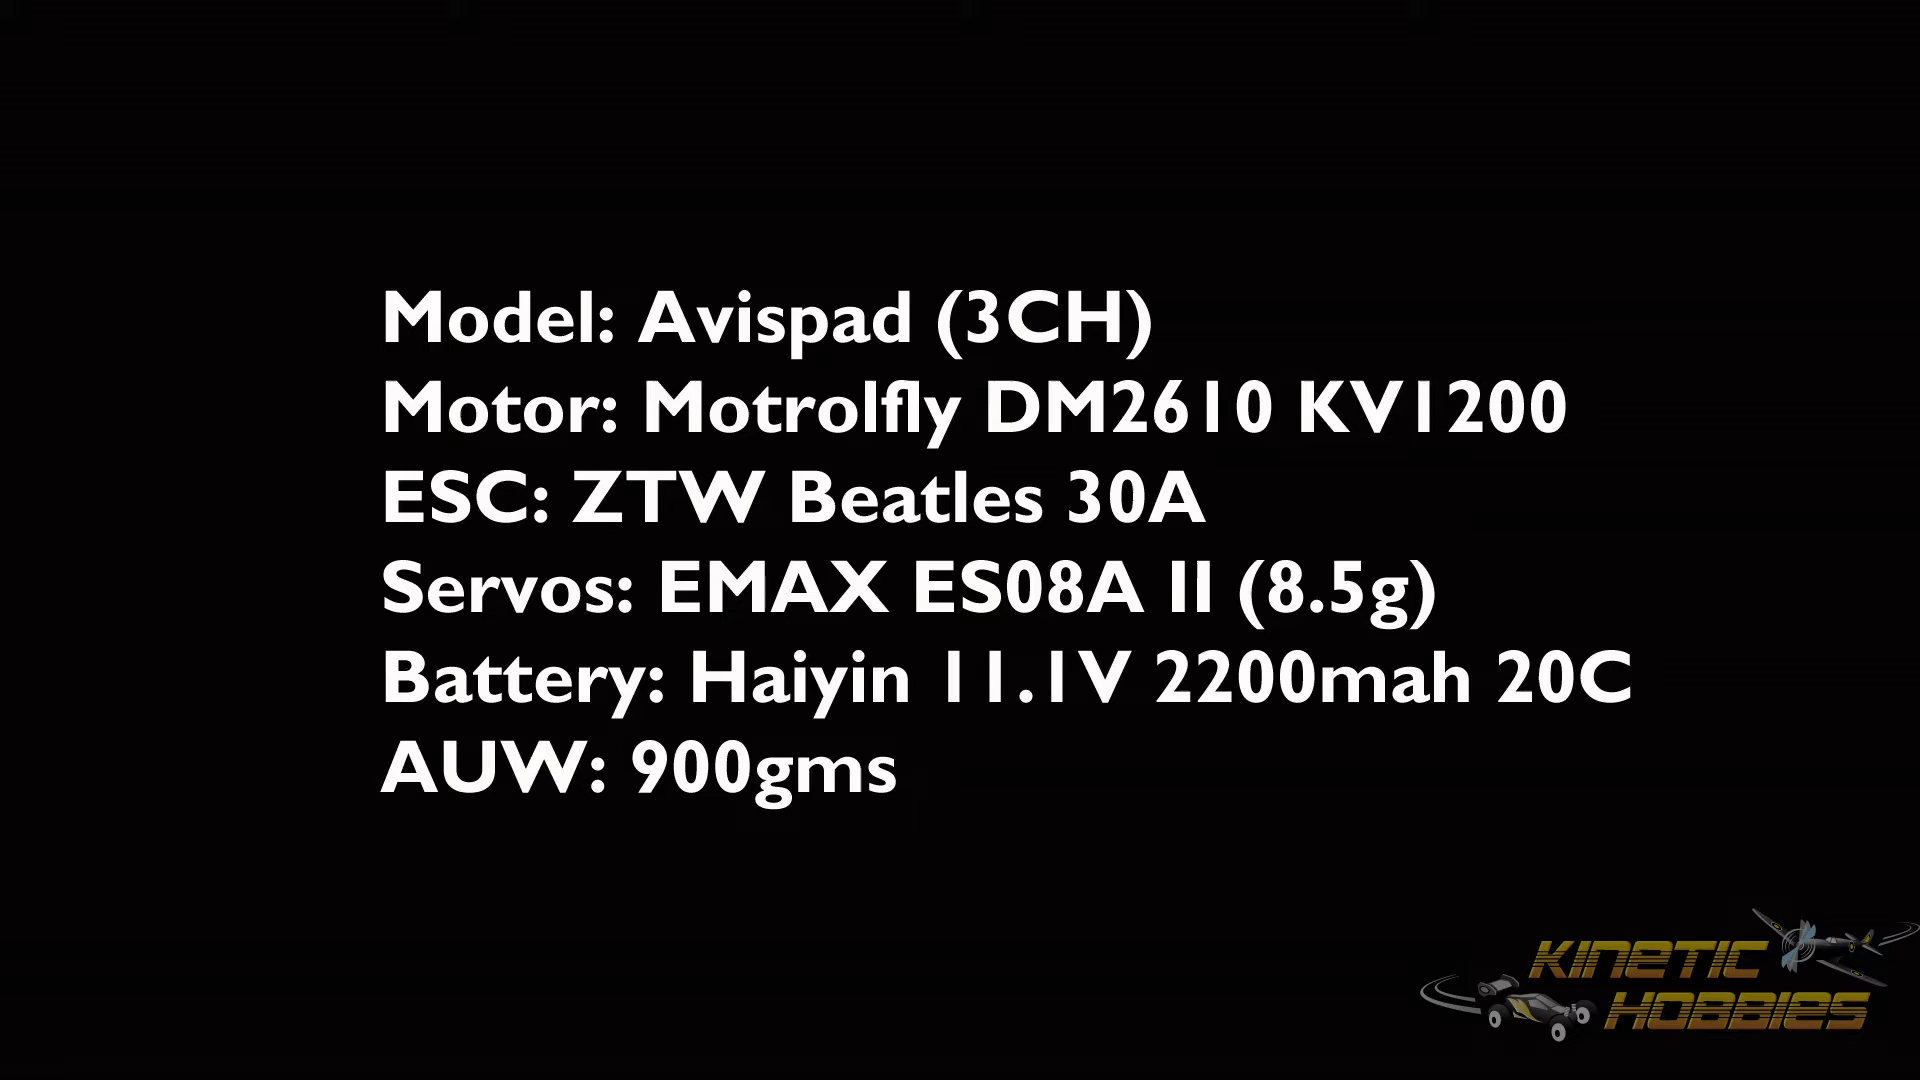 Model: Avispad (3CH)
Motor: Motrolfly DM2610 KV1200
ESC: ZTW Beatles 30A
Servos: EMAX ES08A II (8.5g)
Battery: Haiyin 11.1V 2200mah 20C
AUW: 900gms
KINETIC
HOBBIES